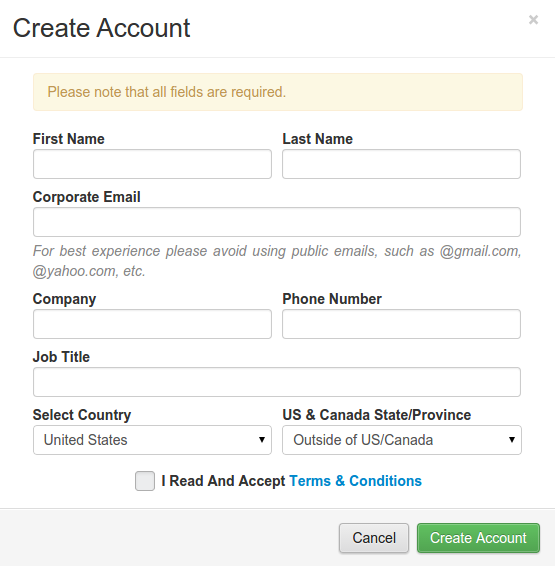 Create Account
×
Please note that all fields are required.
First Name
Last Name
Corporate Email
For best experience please avoid using public emails, such as @gmail.com,
@yahoo.com, etc.
Company
Phone Number
Job Title
Select Country
US & Canada State/Province
United States
Outside of US/Canada
I Read And Accept Terms & Conditions
Cancel
Create Account